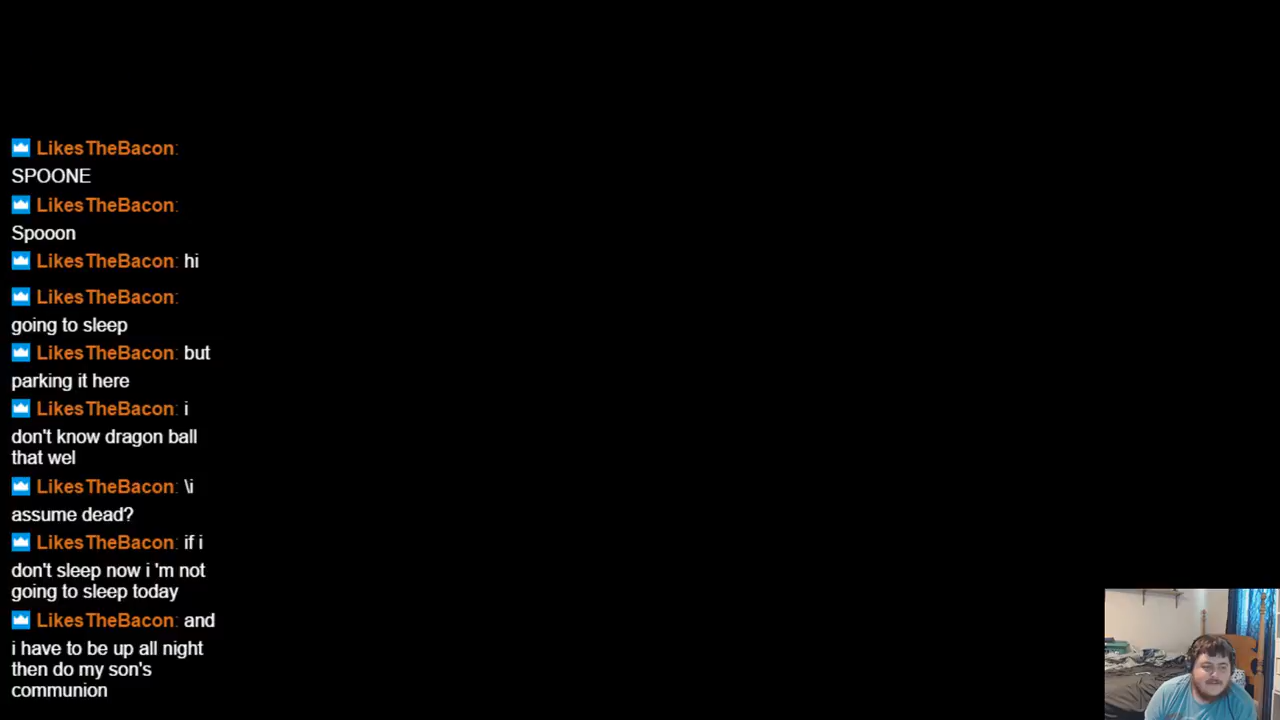 LikesTheBacon:
SPOONE
LikesTheBacon:
Spooon
LikesTheBacon: hi
LikesTheBacon:
going to sleep
LikesTheBacon: but
parking it here
LikesTheBacon: i
don't know dragon ball
that wel
LikesTheBacon: \i
assume dead?
LikesTheBacon: if i
don't sleep now i 'm not
going to sleep today
LikesTheBacon: and
i have to be up all night
then do my son's
communion